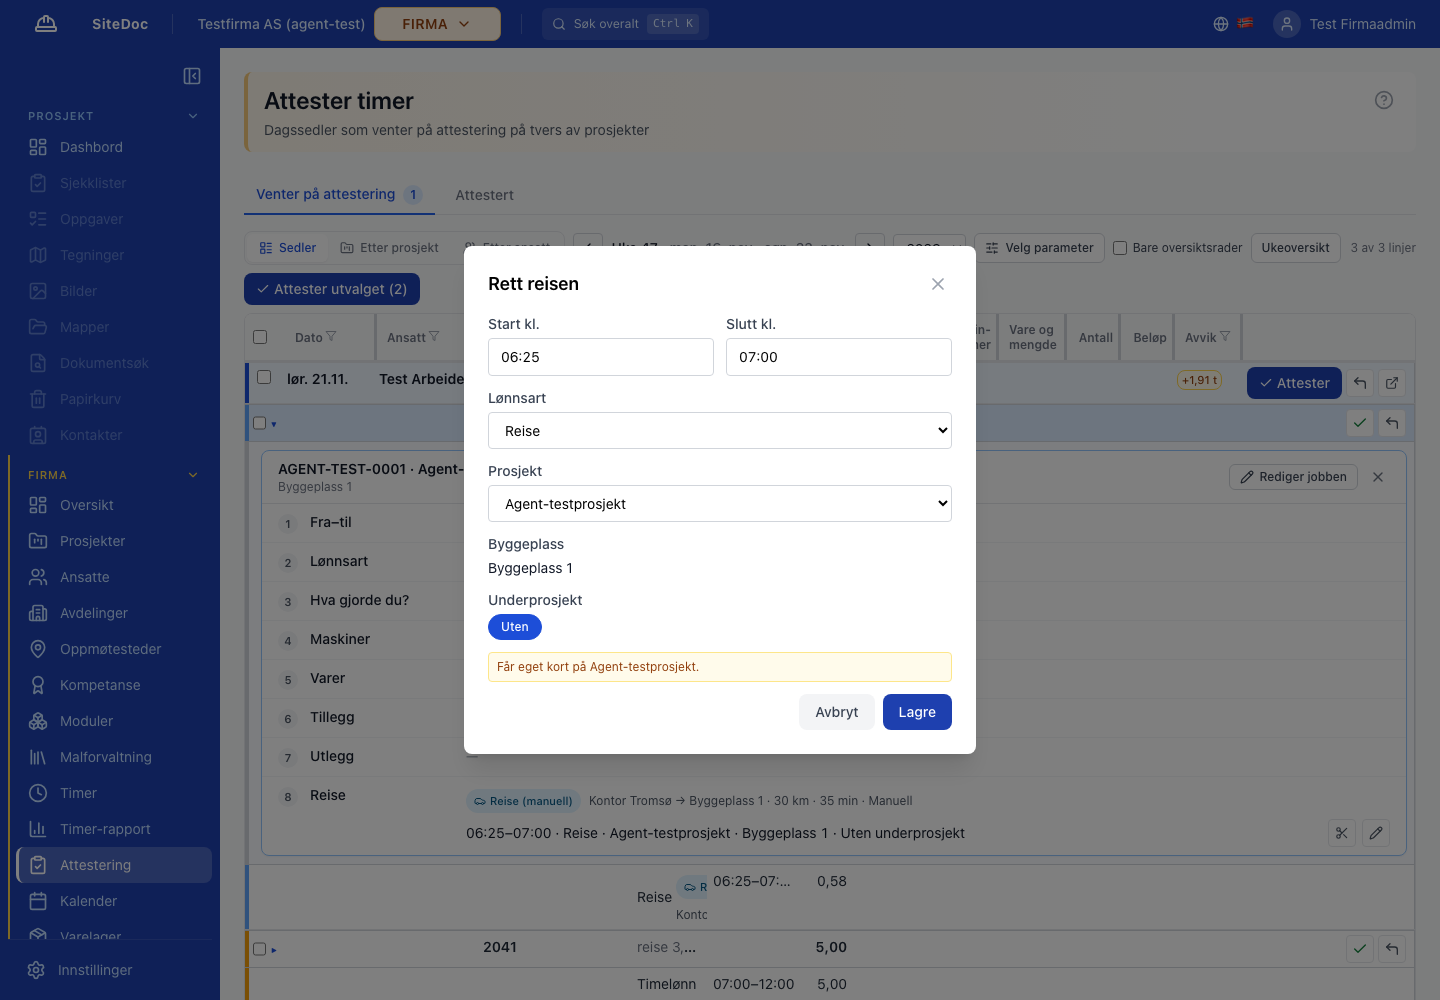 SiteDoc
Testfirma AS (agent-test)
FIRMA
Søk overalt
Ctrl K
Test Firmaadmin
PROSJEKT
Dashbord
Sjekklister
Oppgaver
Tegninger
Bilder
Mapper
Dokumentsøk
Papirkurv
Kontakter
FIRMA
Oversikt
Prosjekter
Ansatte
Avdelinger
Oppmøtesteder
Kompetanse
Moduler
Malforvaltning
Timer
Timer-rapport
Attestering
Kalender
Varelager
Innstillinger
Attester timer
Dagssedler som venter på attestering på tvers av prosjekter
Venter på attestering 1
Attestert
Sedler
Etter prosjekt
Velg parameter
Bare oversiktsrader
Ukeoversikt
3 av 3 linjer
Attester utvalget (2)
Dato
Ansatt
Vare og mengde
Antall
Beløp
Avvik
lør. 21.11.
Test Arbeide
+1,91 t
Attester
AGENT-TEST-0001 · Agent-
Byggeplass 1
Rediger jobben
1 Fra–til
2 Lønnsart
3 Hva gjorde du?
4 Maskiner
5 Varer
6 Tillegg
7 Utlegg
—
8 Reise
Reise (manuell)
Kontor Tromsø → Byggeplass 1 · 30 km · 35 min · Manuell
06:25–07:00 · Reise · Agent-testprosjekt · Byggeplass 1 · Uten underprosjekt
Reise
R
Kontc
06:25–07:...
0,58
2041
reise 3,...
5,00
Timelønn
07:00–12:00
5,00
Rett reisen
Start kl.
Slutt kl.
06:25
07:00
Lønnsart
Reise
Prosjekt
Agent-testprosjekt
Byggeplass
Byggeplass 1
Underprosjekt
Uten
Får eget kort på Agent-testprosjekt.
Avbryt
Lagre